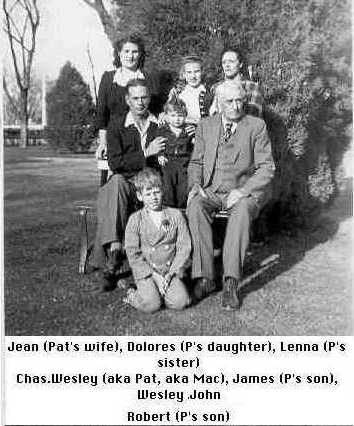 Jean (Pat's wife), Dolores (P's daughter), Lenna (P's
sister)
Chas.Wesley (aka Pat, aka Mac), James (P's son),
Wesley John
Robert (P's son)